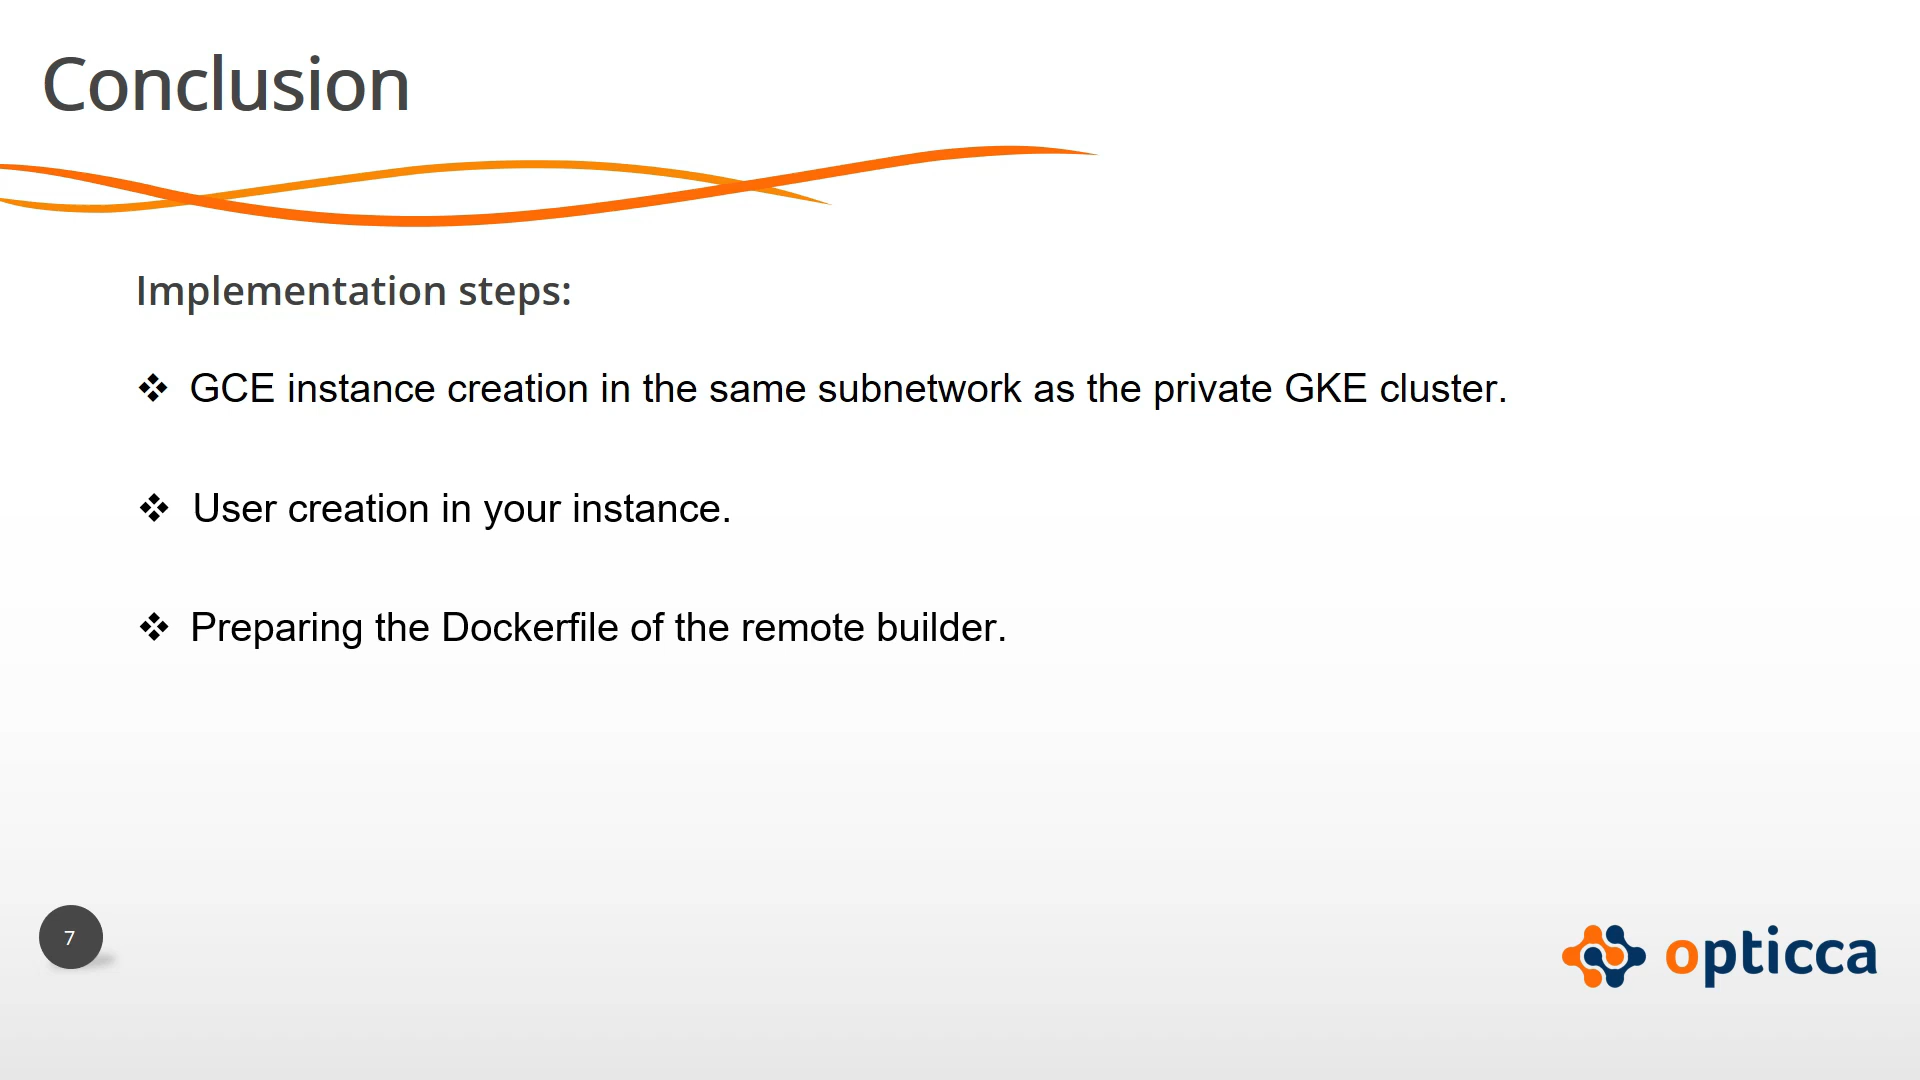 Conclusion
Implementation steps:
❖ GCE instance creation in the same subnetwork as the private GKE cluster.
❖ User creation in your instance.
❖ Preparing the Dockerfile of the remote builder.
7
opticca